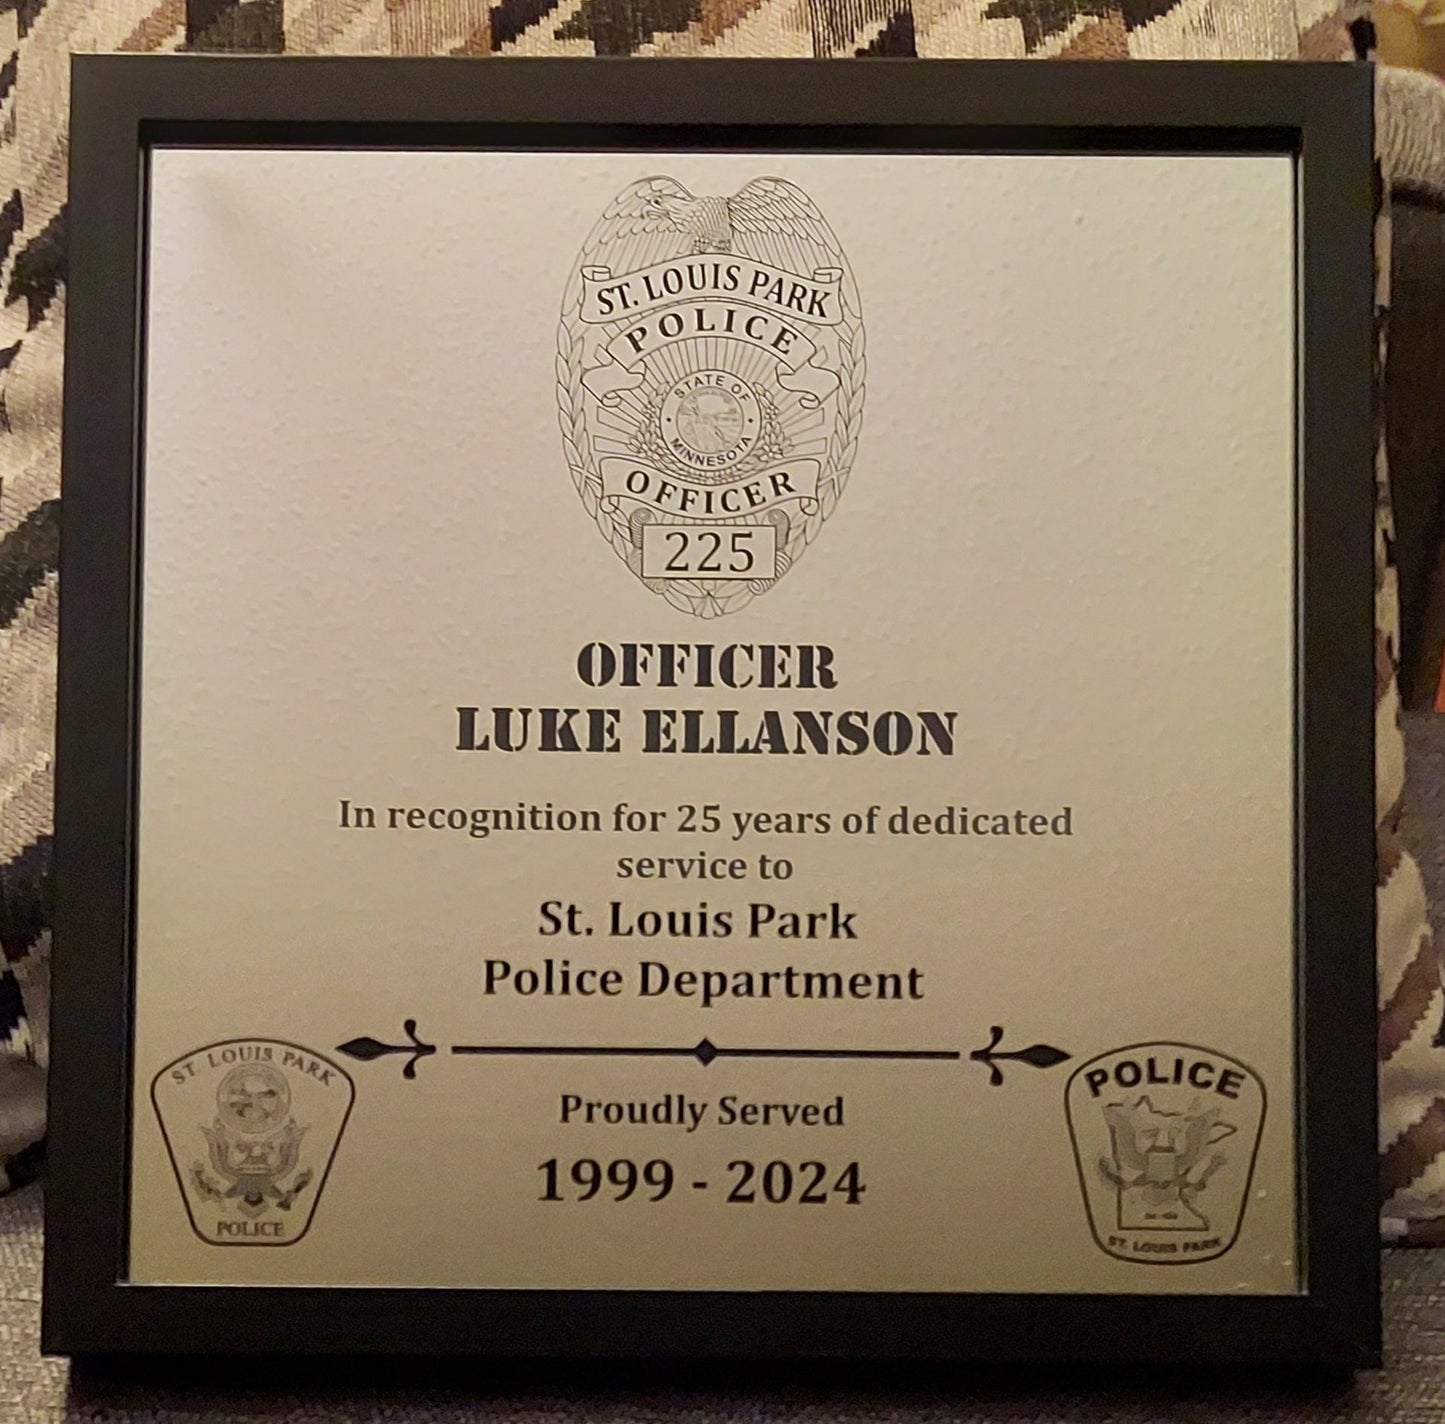 ST. LOUIS PARK
POLICE
STATE OF
MINNESOTA
OFFICER
225
OFFICER
LUKE ELLANSON
In recognition for 25 years of dedicated
service to
St. Louis Park
Police Department
ST. LOUIS PARK
POLICE
Proudly Served
1999 - 2024
POLICE
ST. LOUIS PARK